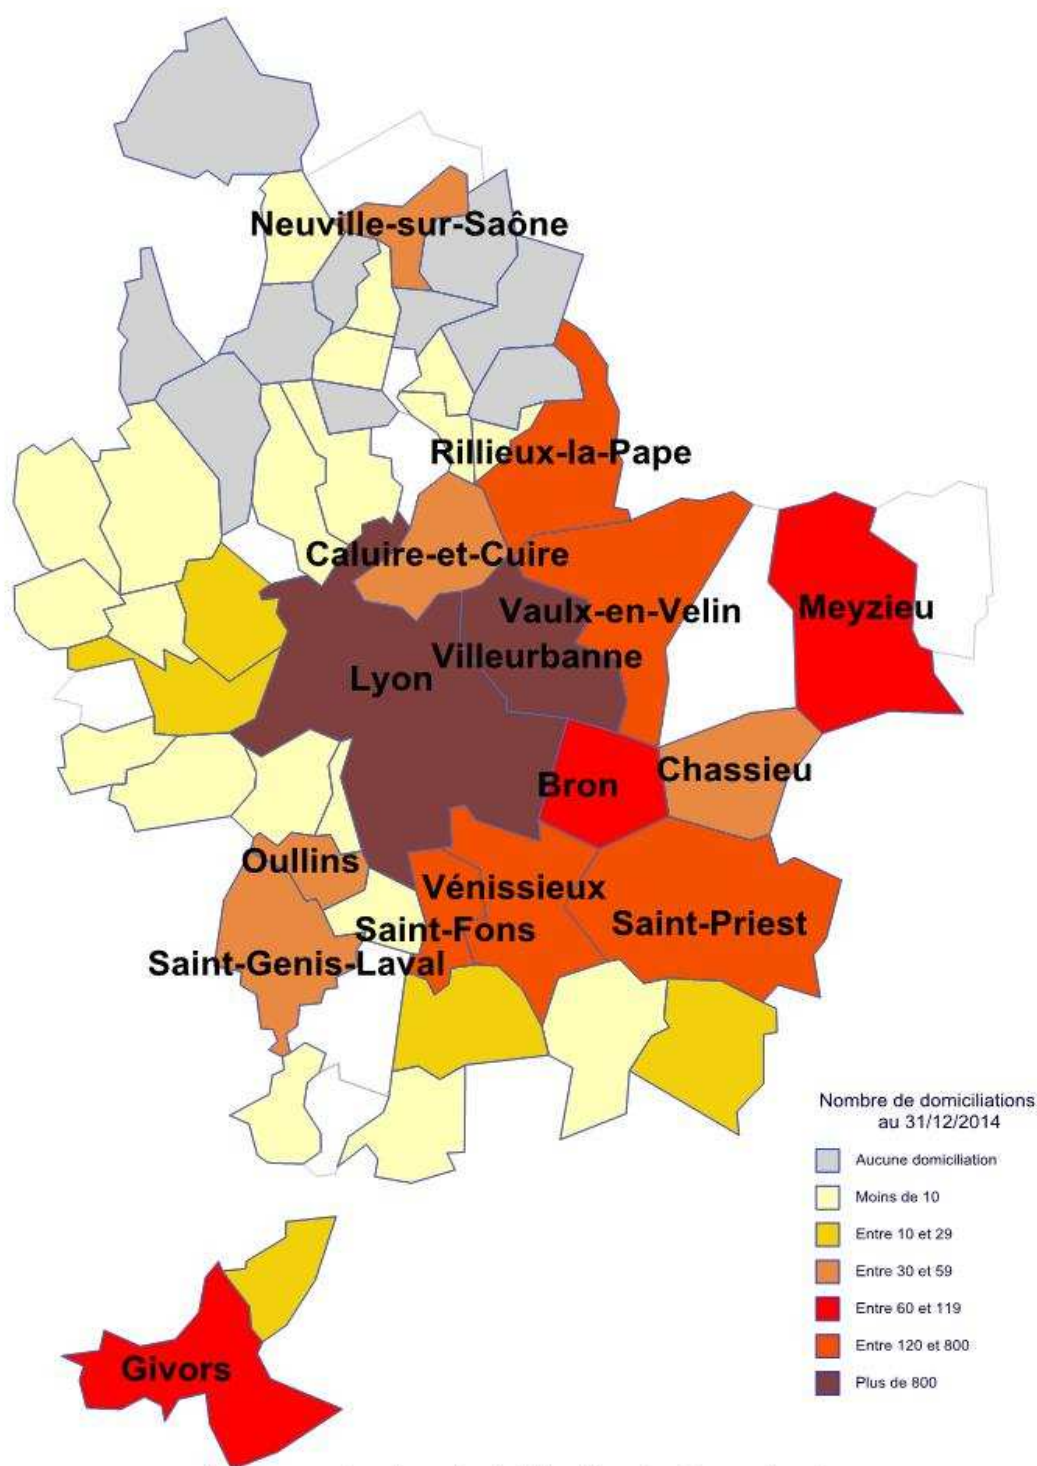 Neuville-sur-Saône
Rillieux-la-Pape
Caluire-et-Cuire
Vaulx-en-Velin
Meyzieu
Villeurbanne
Lyon
Chassieu
Bron
Oullins
Vénissieux
Saint-Priest
Saint-Fons
Saint-Genis-Laval
Givors
Nombre de domiciliations
au 31/12/2014
Aucune domiciliation
Moins de 10
Entre 10 et 29
Entre 30 et 59
Entre 60 et 119
Entre 120 et 800
Plus de 800